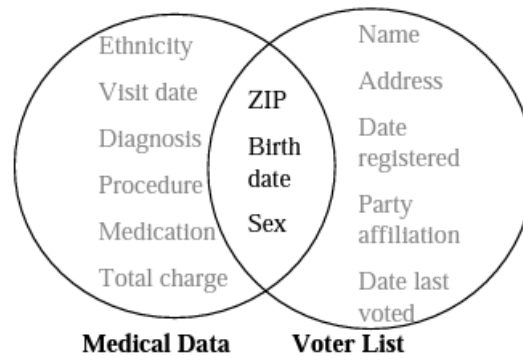 Ethnicity
Visit date
Diagnosis
Procedure
Medication
Total charge
ZIP
Birth
date
Sex
Name
Address
Date
registered
Party
affiliation
Date last
voted
Medical Data
Voter List